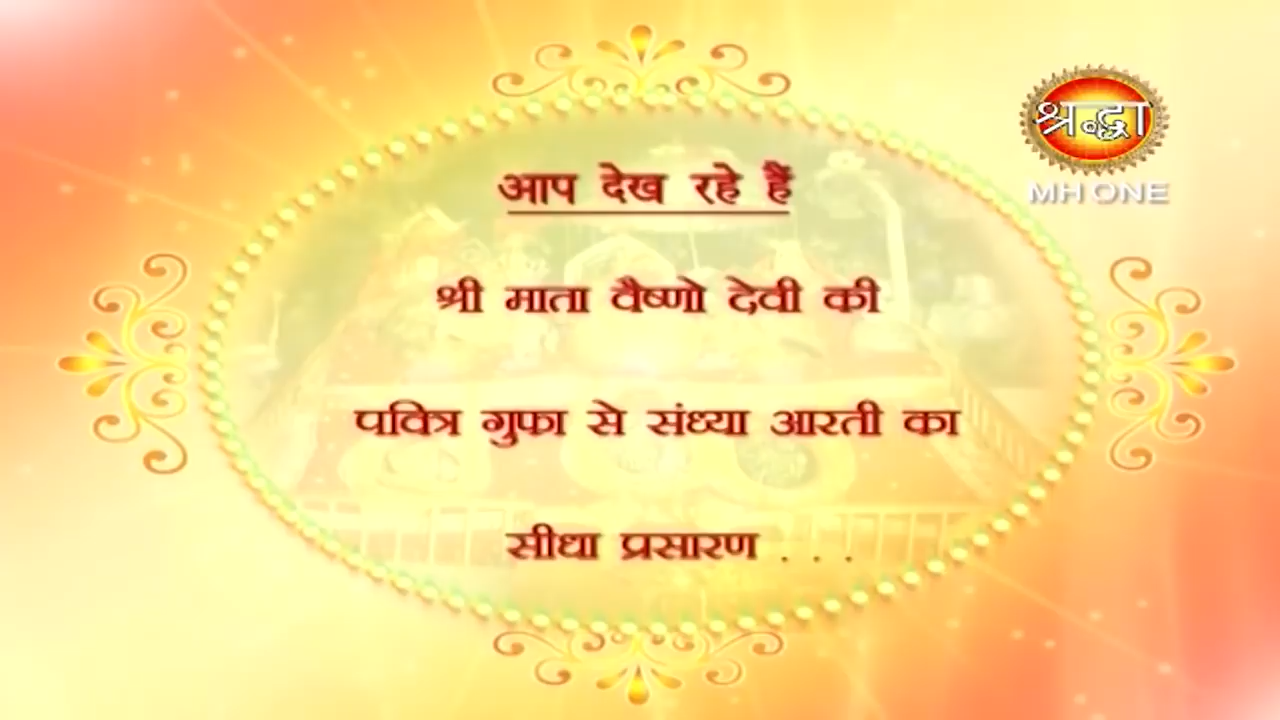 श्रद्धा
MH ONE
आप देख रहे हैं
श्री माता वैष्णो देवी की
पवित्र गुफा से संध्या आरती का
सीधा प्रसारण . . .